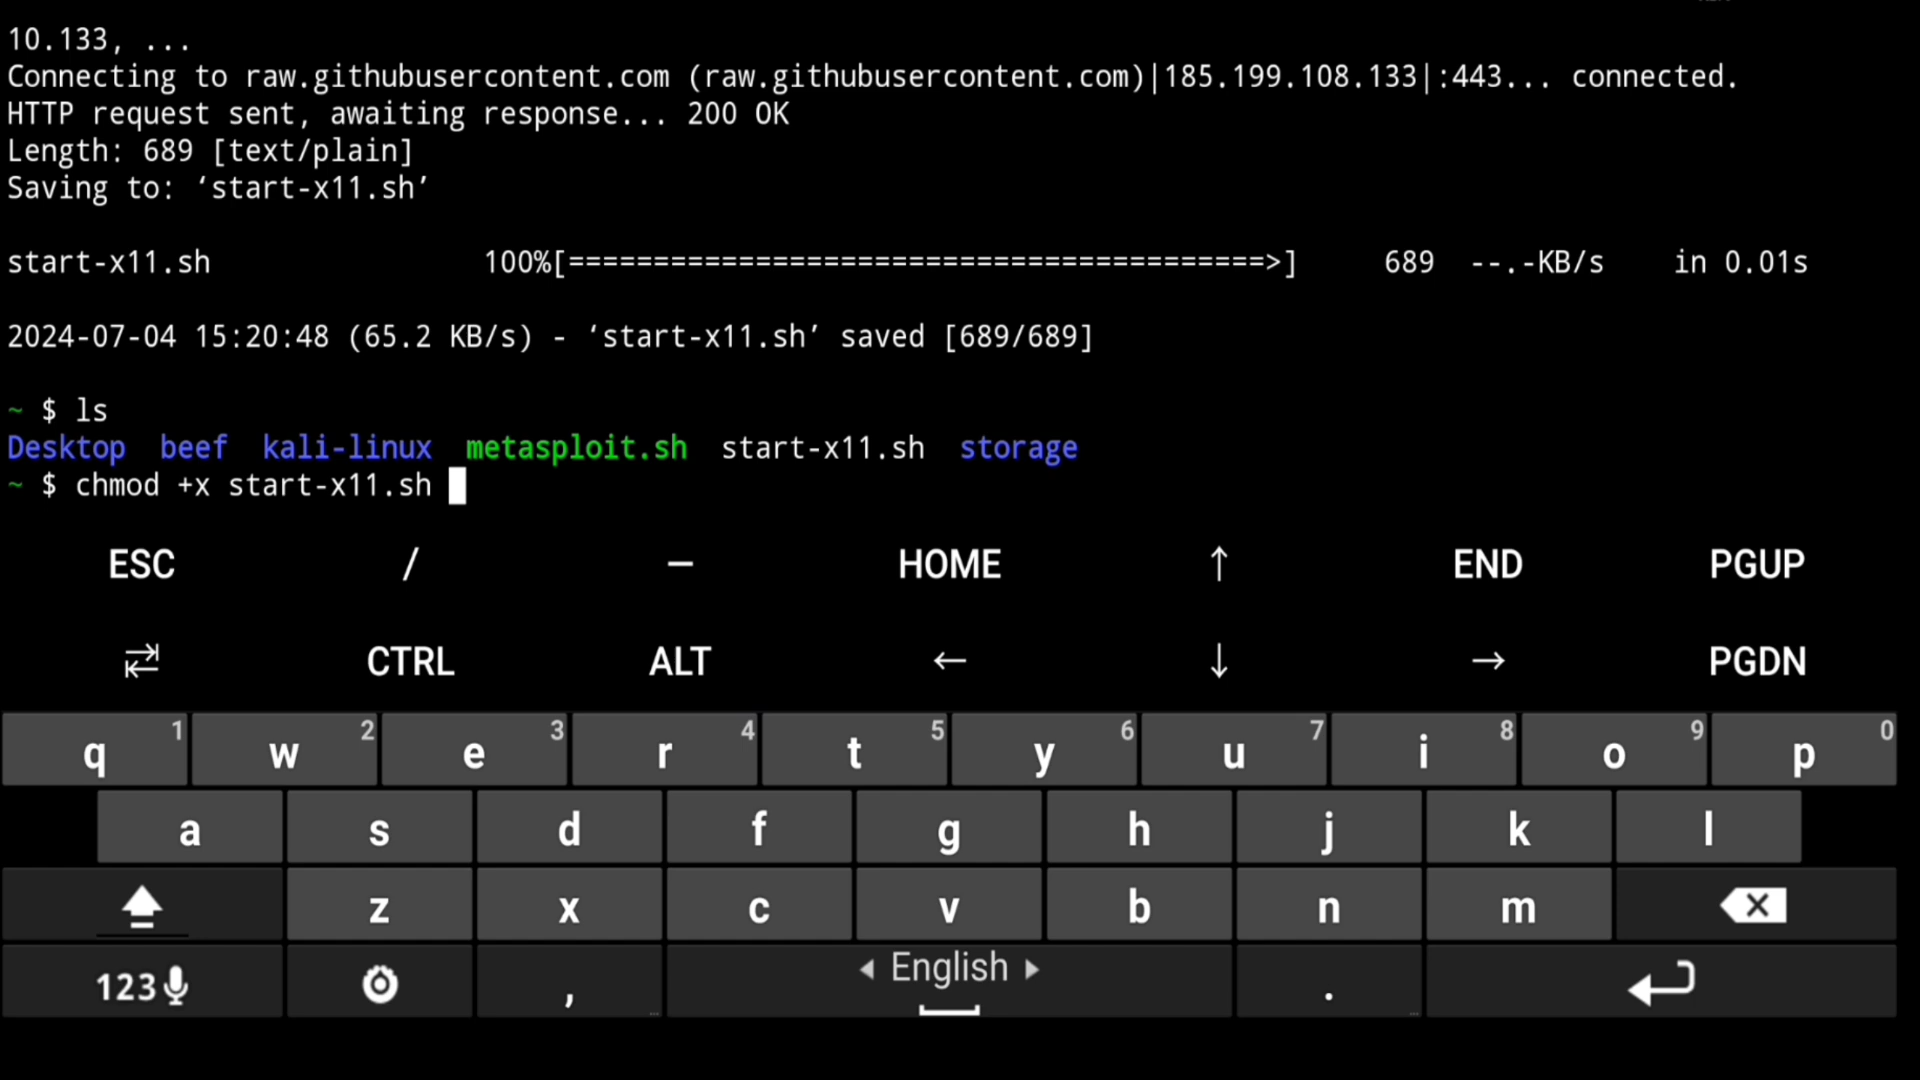 10.133, ...
Connecting to raw.githubusercontent.com (raw.githubusercontent.com)|185.199.108.133|:443... connected.
HTTP request sent, awaiting response... 200 OK
Length: 689 [text/plain]
Saving to: ‘start-x11.sh’
start-x11.sh 100%[=========================================>] 689 --.-KB/s in 0.01s
2024-07-04 15:20:48 (65.2 KB/s) - ‘start-x11.sh’ saved [689/689]
~ $ ls
Desktop beef kali-linux metasploit.sh start-x11.sh storage
~ $ chmod +x start-x11.sh
ESC / — HOME ↑ END PGUP
⇄ CTRL ALT ← ↓ → PGDN
q 1 w 2 e 3 r 4 t 5 y 6 u 7 i 8 o 9 p 0
a s d f g h j k l
z x c v b n m
123 , English .